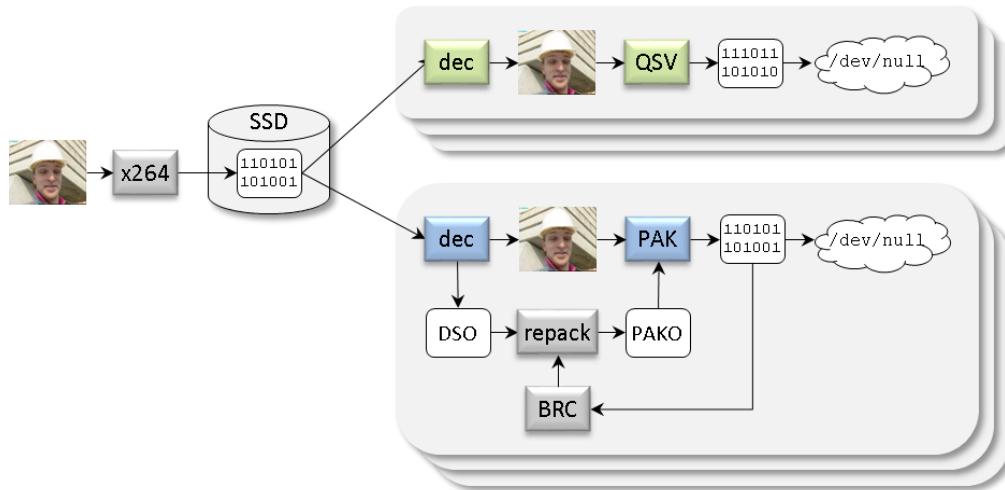 x264
SSD
110101
101001
dec
QSV
111011
101010
/dev/null
dec
PAK
110101
101001
/dev/null
DSO
repack
PAKO
BRC